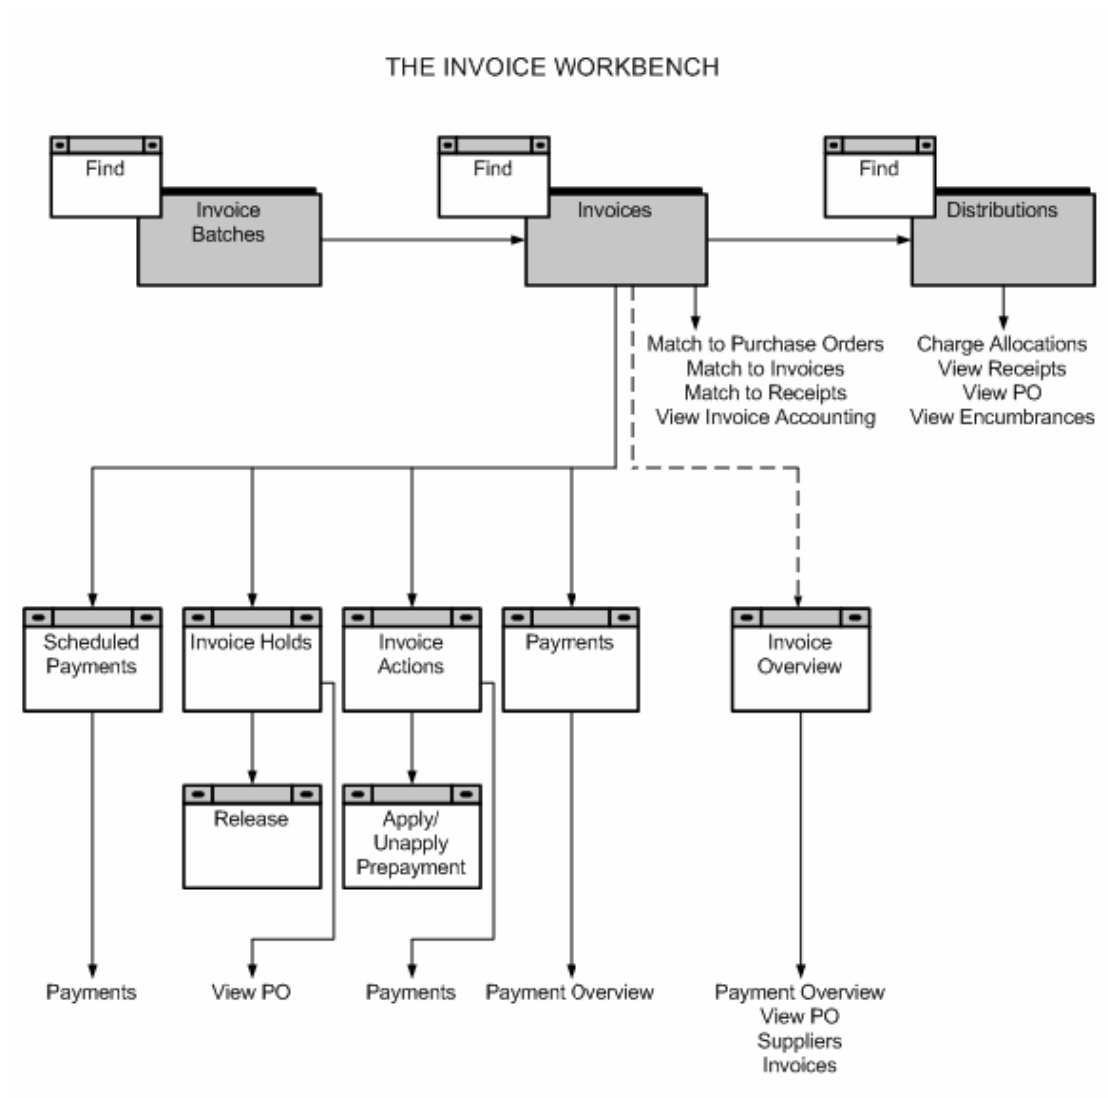 THE INVOICE WORKBENCH
Find
Invoice
Batches
Find
Invoices
Find
Distributions
Match to Purchase Orders
Match to Invoices
Match to Receipts
View Invoice Accounting
Charge Allocations
View Receipts
View PO
View Encumbrances
Scheduled
Payments
Invoice Holds
Invoice
Actions
Payments
Invoice
Overview
Release
Apply/
Unapply
Prepayment
Payments
View PO
Payments
Payment Overview
Payment Overview
View PO
Suppliers
Invoices